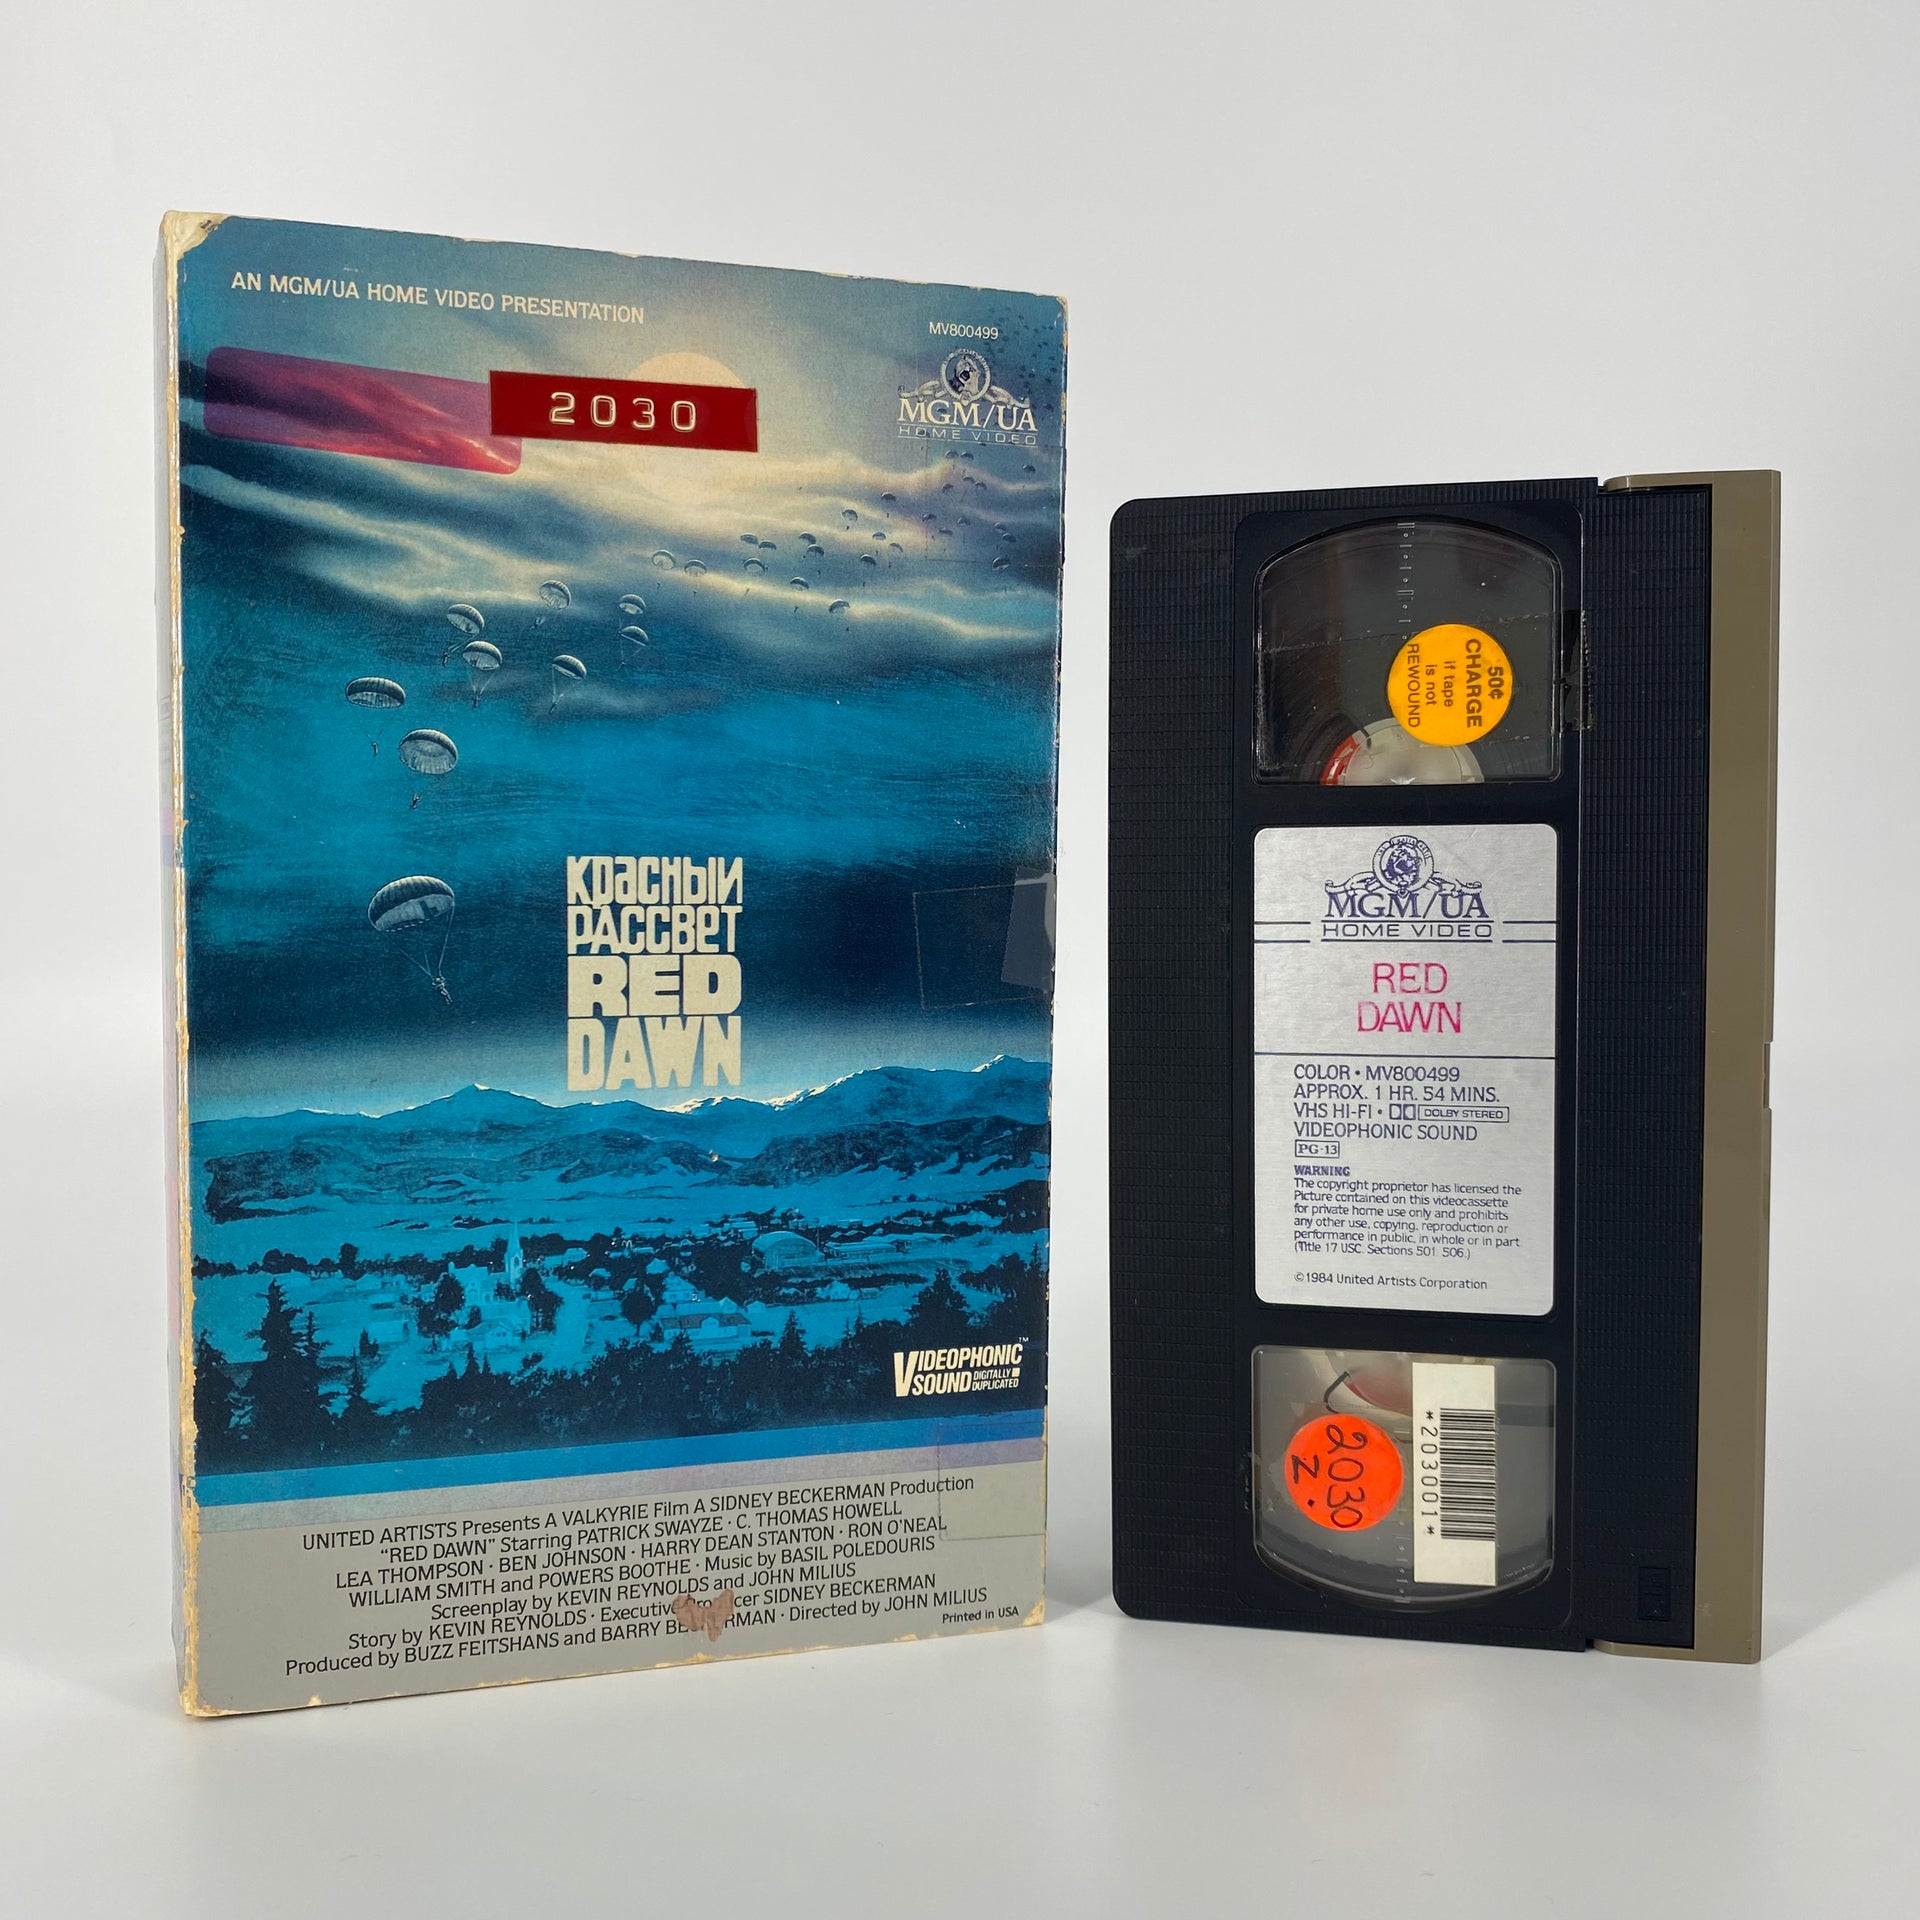 AN MGM/UA HOME VIDEO PRESENTATION
MV800499
2030
MGM/UA
HOME VIDEO
КРАСНЫЙ
РАССВЕТ
RED
DAWN
VIDEOPHONIC™
SOUND DIGITALLY
DUPLICATED
UNITED ARTISTS Presents A VALKYRIE Film A SIDNEY BECKERMAN Production
"RED DAWN" Starring PATRICK SWAYZE · C. THOMAS HOWELL
LEA THOMPSON · BEN JOHNSON · HARRY DEAN STANTON · RON O'NEAL
WILLIAM SMITH and POWERS BOOTHE · Music by BASIL POLEDOURIS
Screenplay by KEVIN REYNOLDS and JOHN MILIUS
Story by KEVIN REYNOLDS · Executive Producer SIDNEY BECKERMAN
Produced by BUZZ FEITSHANS and BARRY BECKERMAN · Directed by JOHN MILIUS
Printed in USA
50¢
CHARGE
if tape
is not
REWOUND
MGM/UA
HOME VIDEO
RED
DAWN
COLOR • MV800499
APPROX. 1 HR. 54 MINS.
VHS HI-FI • DOLBY STEREO
VIDEOPHONIC SOUND
PG-13
WARNING
The copyright proprietor has licensed the
Picture contained on this videocassette
for private home use only and prohibits
any other use, copying, reproduction or
performance in public, in whole or in part
(Title 17 USC. Sections 501 506.)
©1984 United Artists Corporation
2030
Z.
*203001*